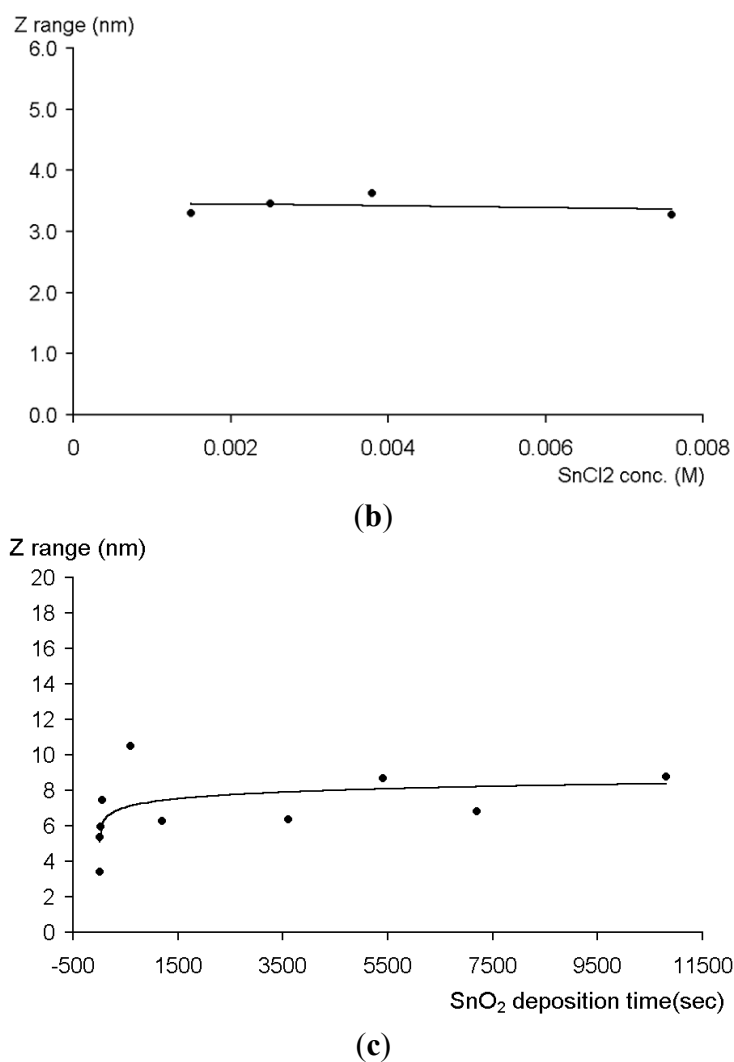 Z range (nm)
6.0
5.0
4.0
3.0
2.0
1.0
0.0
0 0.002 0.004 0.006 0.008
SnCl2 conc. (M)
(b)
Z range (nm)
20
18
16
14
12
10
8
6
4
2
0
-500 1500 3500 5500 7500 9500 11500
SnO₂ deposition time(sec)
(c)